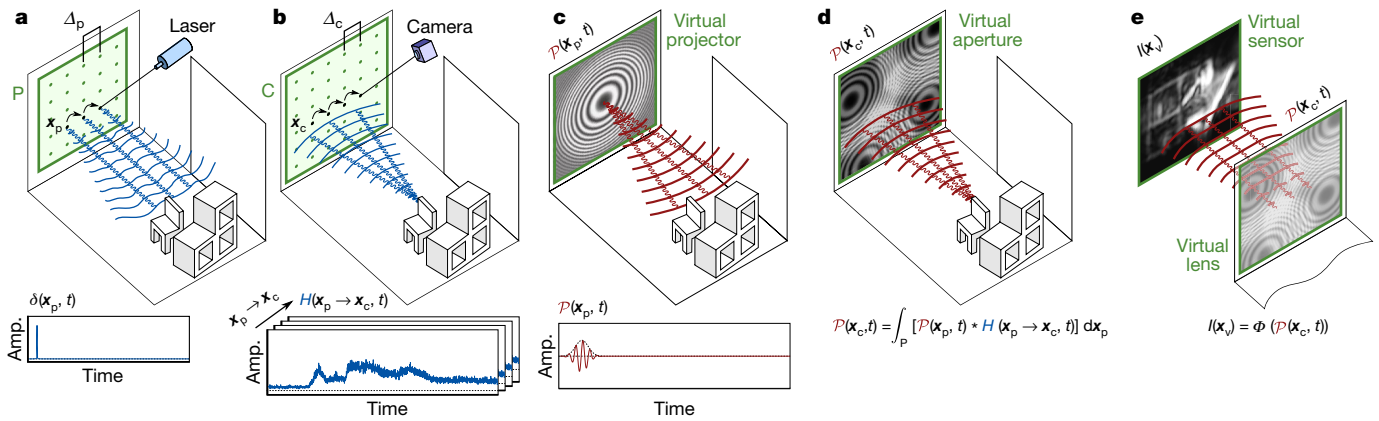 a
Δp
Laser
P
xp
δ(xp, t)
Amp.
Time
b
Δc
Camera
C
xc
xp → xc
H(xp → xc, t)
Amp.
Time
c
𝒫(xp, t)
Virtual
projector
𝒫(xp, t)
Amp.
Time
d
𝒫(xc, t)
Virtual
aperture
𝒫(xc,t) = ∫P [𝒫(xp, t) * H (xp → xc, t)] dxp
e
I(xv)
Virtual
sensor
𝒫(xc, t)
Virtual
lens
I(xv) = Φ (𝒫(xc, t))